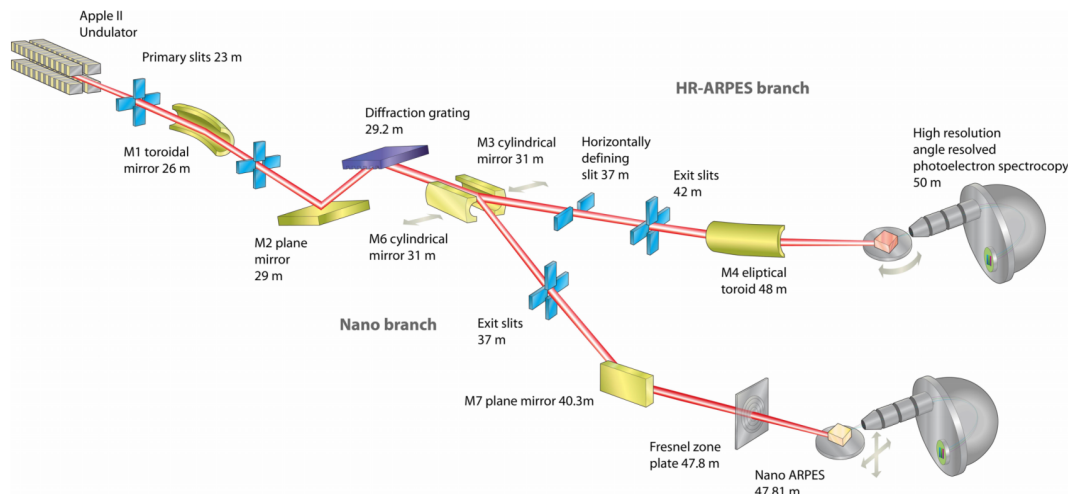 Apple II
Undulator
Primary slits 23 m
M1 toroidal
mirror 26 m
M2 plane
mirror
29 m
Diffraction grating
29.2 m
M3 cylindrical
mirror 31 m
M6 cylindrical
mirror 31 m
Horizontally
defining
slit 37 m
HR-ARPES branch
Exit slits
42 m
M4 eliptical
toroid 48 m
High resolution
angle resolved
photoelectron spectrocopy
50 m
Nano branch
Exit slits
37 m
M7 plane mirror 40.3m
Fresnel zone
plate 47.8 m
Nano ARPES
47.81 m